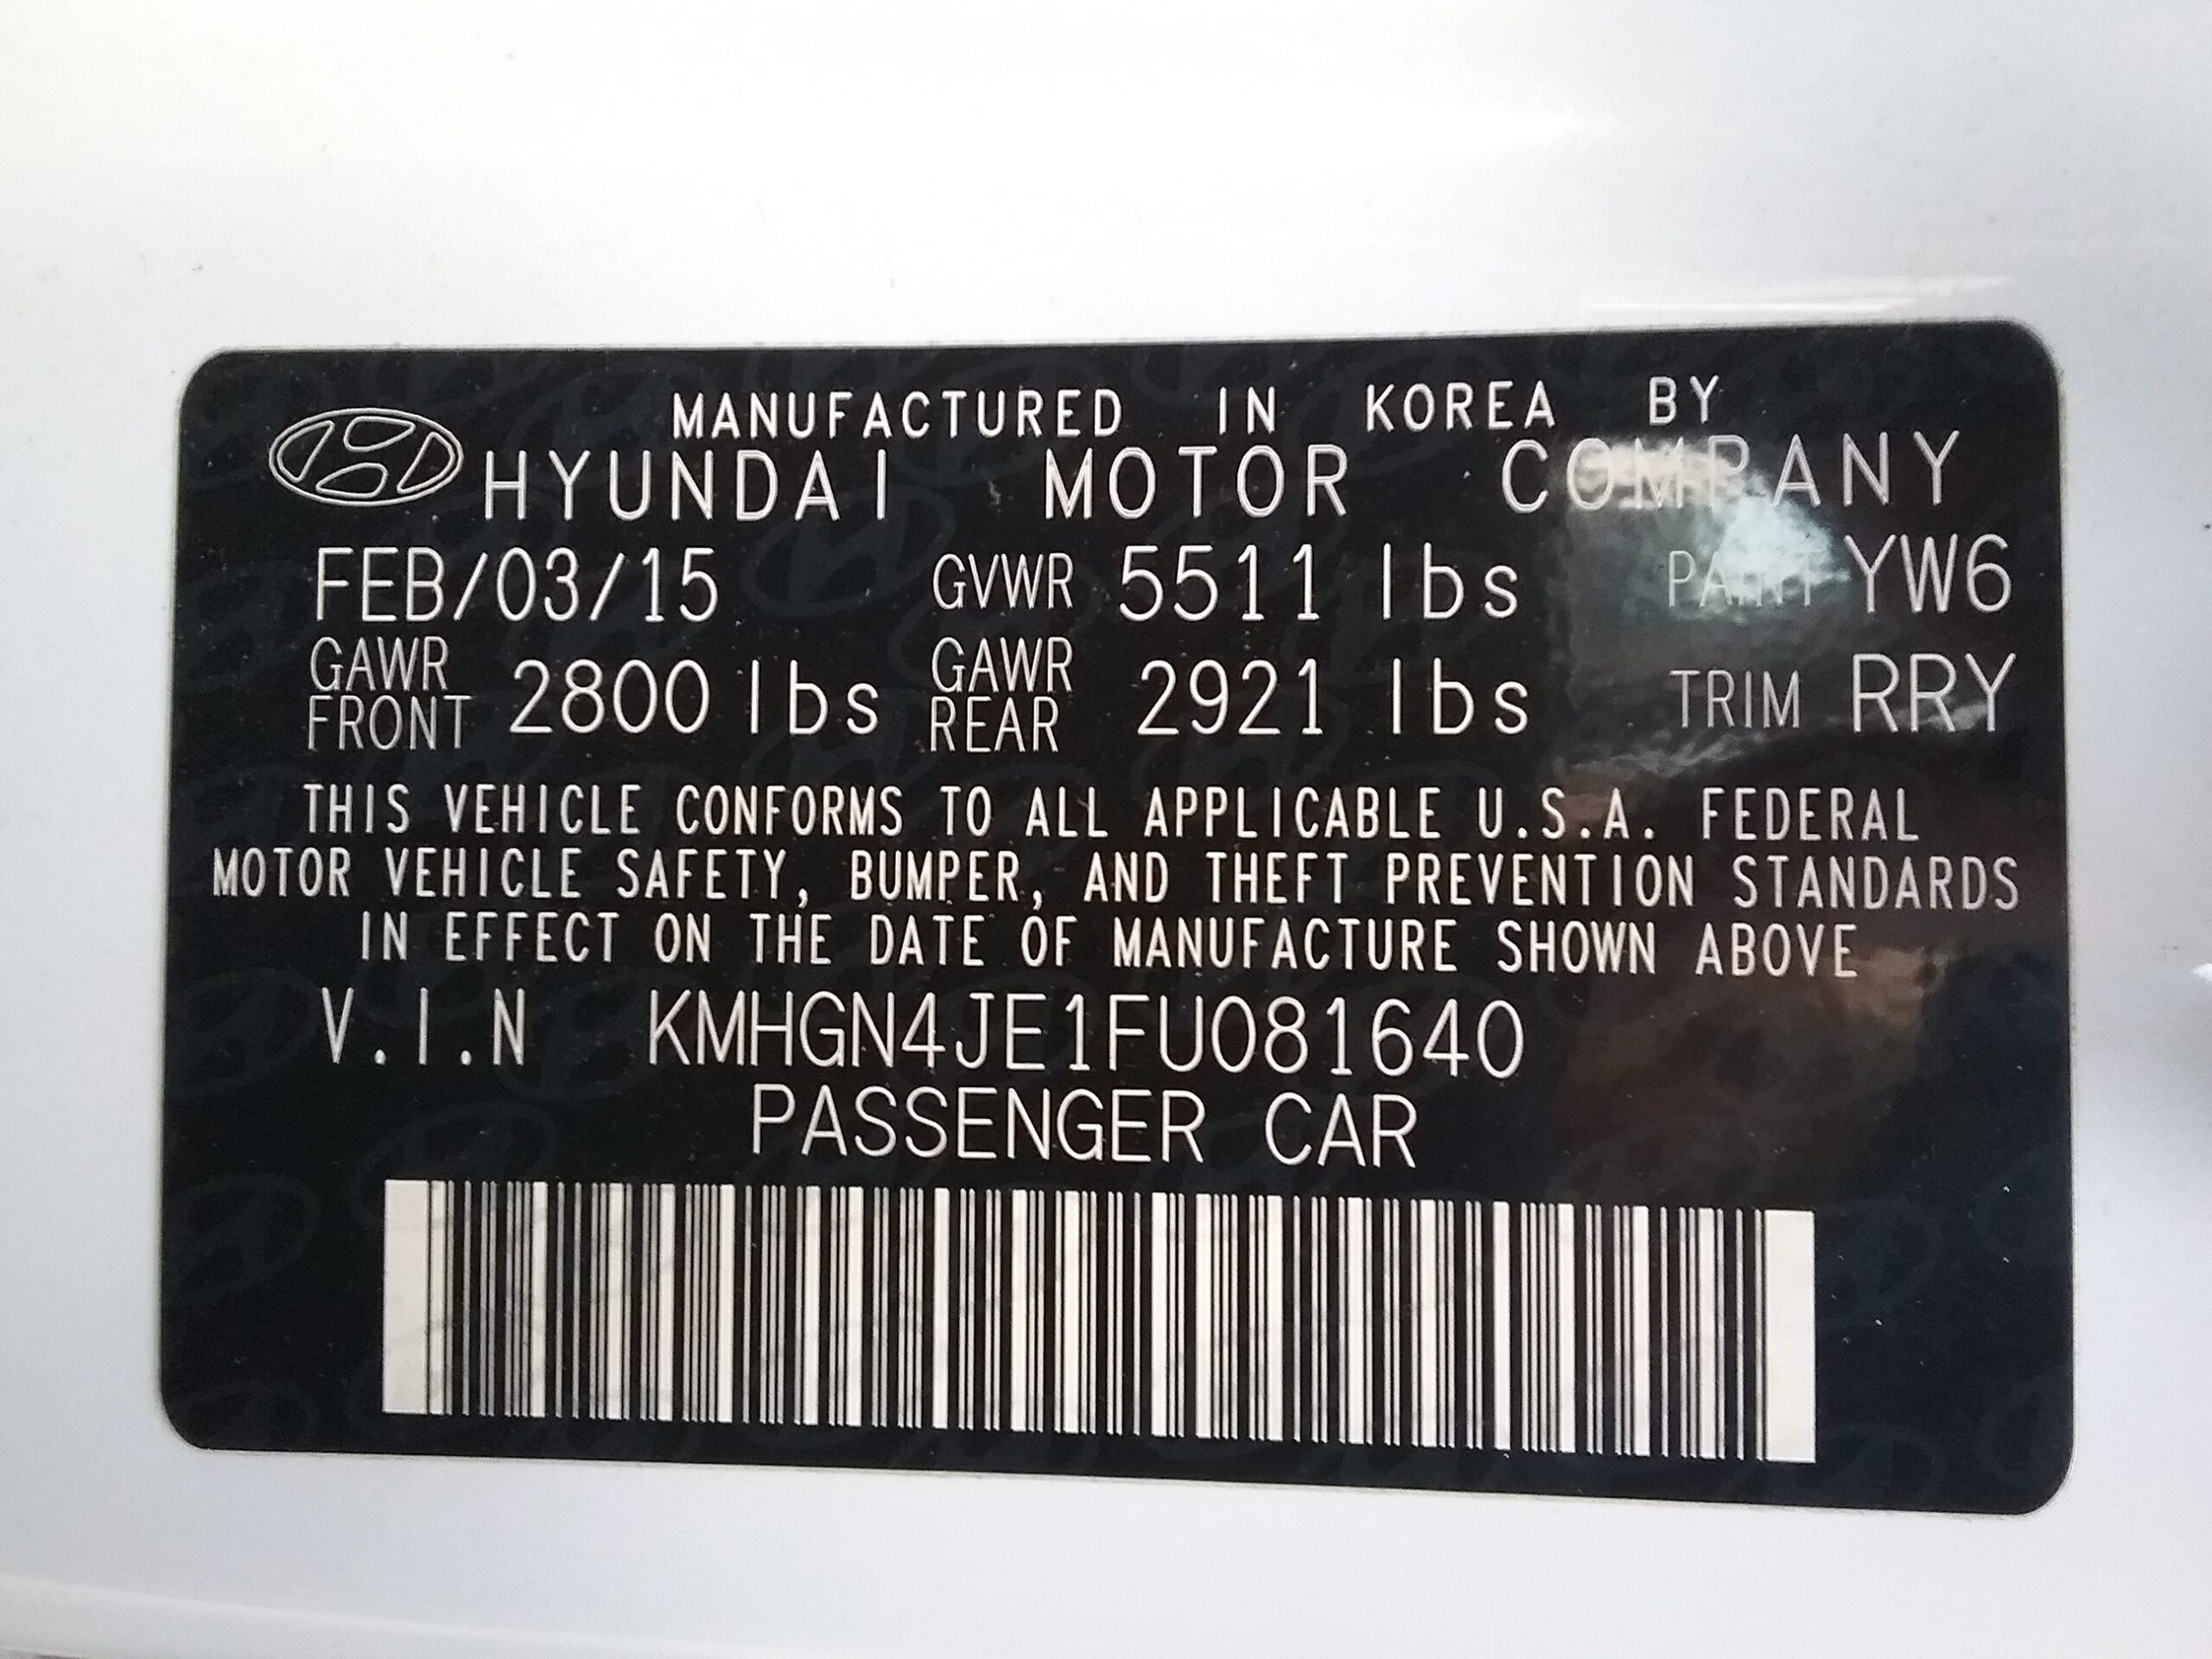 MANUFACTURED IN KOREA BY
HYUNDAI MOTOR COMPANY
FEB/03/15 GVWR 5511 lbs PAINT YW6
GAWR FRONT 2800 lbs GAWR REAR 2921 lbs TRIM RRY
THIS VEHICLE CONFORMS TO ALL APPLICABLE U.S.A. FEDERAL
MOTOR VEHICLE SAFETY, BUMPER, AND THEFT PREVENTION STANDARDS
IN EFFECT ON THE DATE OF MANUFACTURE SHOWN ABOVE
V.I.N KMHGN4JE1FU081640
PASSENGER CAR